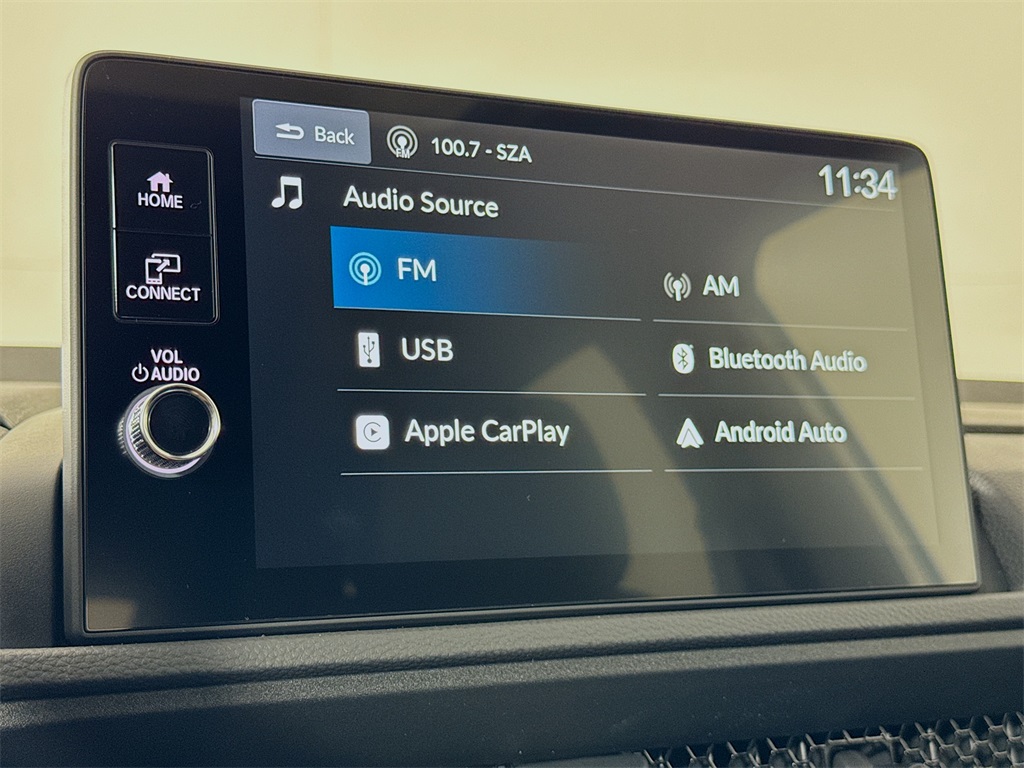 Back FM 100.7 - SZA
11:34
HOME
Audio Source
FM AM
CONNECT
USB Bluetooth Audio
VOL
AUDIO
Apple CarPlay Android Auto